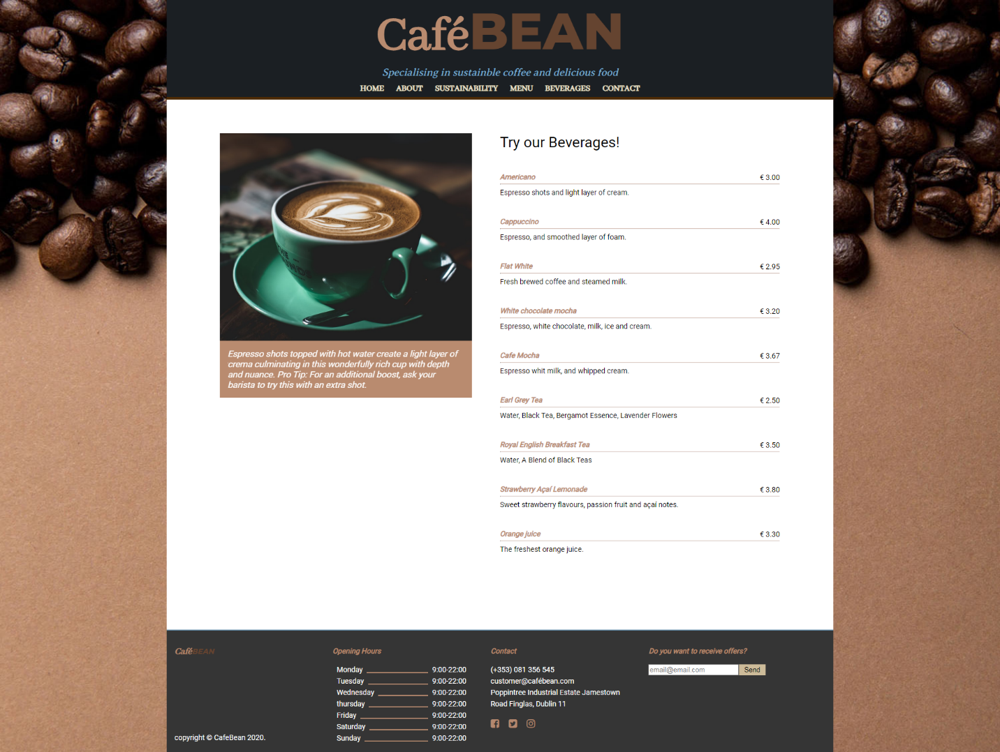 CaféBEAN
Specialising in sustainble coffee and delicious food
HOME ABOUT SUSTAINABILITY MENU BEVERAGES CONTACT
Espresso shots topped with hot water create a light layer of
crema culminating in this wonderfully rich cup with depth
and nuance. Pro Tip: For an additional boost, ask your
barista to try this with an extra shot.
Try our Beverages!
Americano € 3.00
Espresso shots and light layer of cream.
Cappuccino € 4.00
Espresso, and smoothed layer of foam.
Flat White € 2.95
Fresh brewed coffee and steamed milk.
White chocolate mocha € 3.20
Espresso, white chocolate, milk, ice and cream.
Cafe Mocha € 3.67
Espresso whit milk, and whipped cream.
Earl Grey Tea € 2.50
Water, Black Tea, Bergamot Essence, Lavender Flowers
Royal English Breakfast Tea € 3.50
Water, A Blend of Black Teas
Strawberry Açaí Lemonade € 3.80
Sweet strawberry flavours, passion fruit and açaí notes.
Orange juice € 3.30
The freshest orange juice.
CaféBEAN
copyright © CafeBean 2020.
Opening Hours
Monday 9:00-22:00
Tuesday 9:00-22:00
Wednesday 9:00-22:00
thursday 9:00-22:00
Friday 9:00-22:00
Saturday 9:00-22:00
Sunday 9:00-22:00
Contact
(+353) 081 356 545
customer@cafébean.com
Poppintree Industrial Estate Jamestown
Road Finglas, Dublin 11
Do you want to receive offers?
email@email.com Send